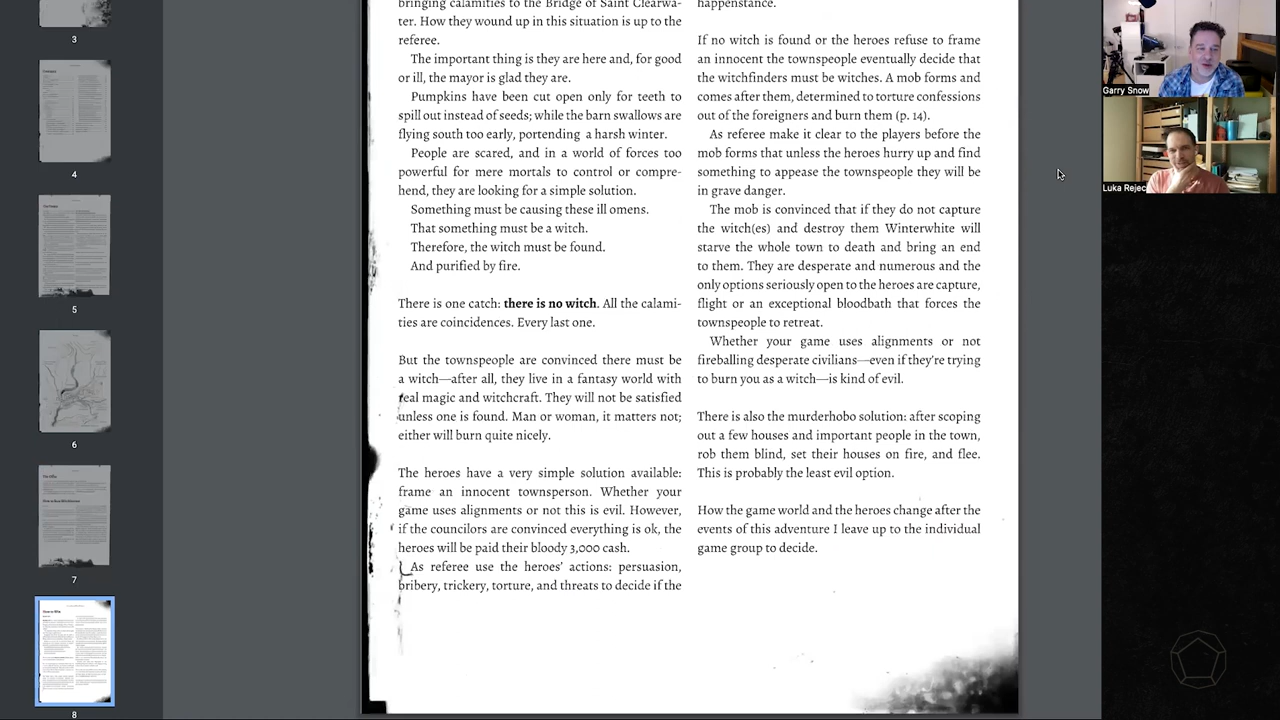 bringing calamities to the Bridge of Saint Clearwa-
ter. How they wound up in this situation is up to the
referee.
The important thing is they are here and, for good
or ill, the mayor is glad they are.
Pumpkins have been cut open only for teeth to
spill out instead of seeds; while the barn swallows are
flying south too early, portending a harsh winter.
People are scared, and in a world of forces too
powerful for mere mortals to control or compre-
hend, they are looking for a simple solution.
Something must be causing these ill omens.
That something must be a witch.
Therefore, the witch must be found.
And purified by fire.
There is one catch: there is no witch. All the calami-
ties are coincidences. Every last one.
But the townspeople are convinced there must be
a witch—after all, they live in a fantasy world with
real magic and witchcraft. They will not be satisfied
unless one is found. Man or woman, it matters not;
either will burn quite nicely.
The heroes have a very simple solution available:
frame an innocent townsperson. Whether your
game uses alignments or not this is evil. However,
if the council is convinced everything is ok, the
heroes will be paid their bloody 3,000 cash.
As referee use the heroes’ actions: persuasion,
bribery, trickery, torture, and threats to decide if the
happenstance.
If no witch is found or the heroes refuse to frame
an innocent the townspeople eventually decide that
the witchfinders must be witches. A mob forms and
comes after them, determined to torture confessions
out of the players and burn them (p. 14).
As referee make it clear to the players before the
mob forms that unless the heroes hurry up and find
something to appease the townspeople they will be
in grave danger.
The mob is convinced that if they do not capture
the witch(es) and destroy them Winterwhite will
starve the whole town to death and bring an end
to them. They are desperate and numerous and the
only options seriously open to the heroes are capture,
flight or an exceptional bloodbath that forces the
townspeople to retreat.
Whether your game uses alignments or not
fireballing desperate civilians—even if they’re trying
to burn you as a witch—is kind of evil.
There is also the murderhobo solution: after scoping
out a few houses and important people in the town,
rob them blind, set their houses on fire, and flee.
This is probably the least evil option.
How the game world and the heroes change after the
events of this adventure I leave up to the individual
game group to decide.
3
4
5
6
7
8
Garry Snow
Luka Rejec